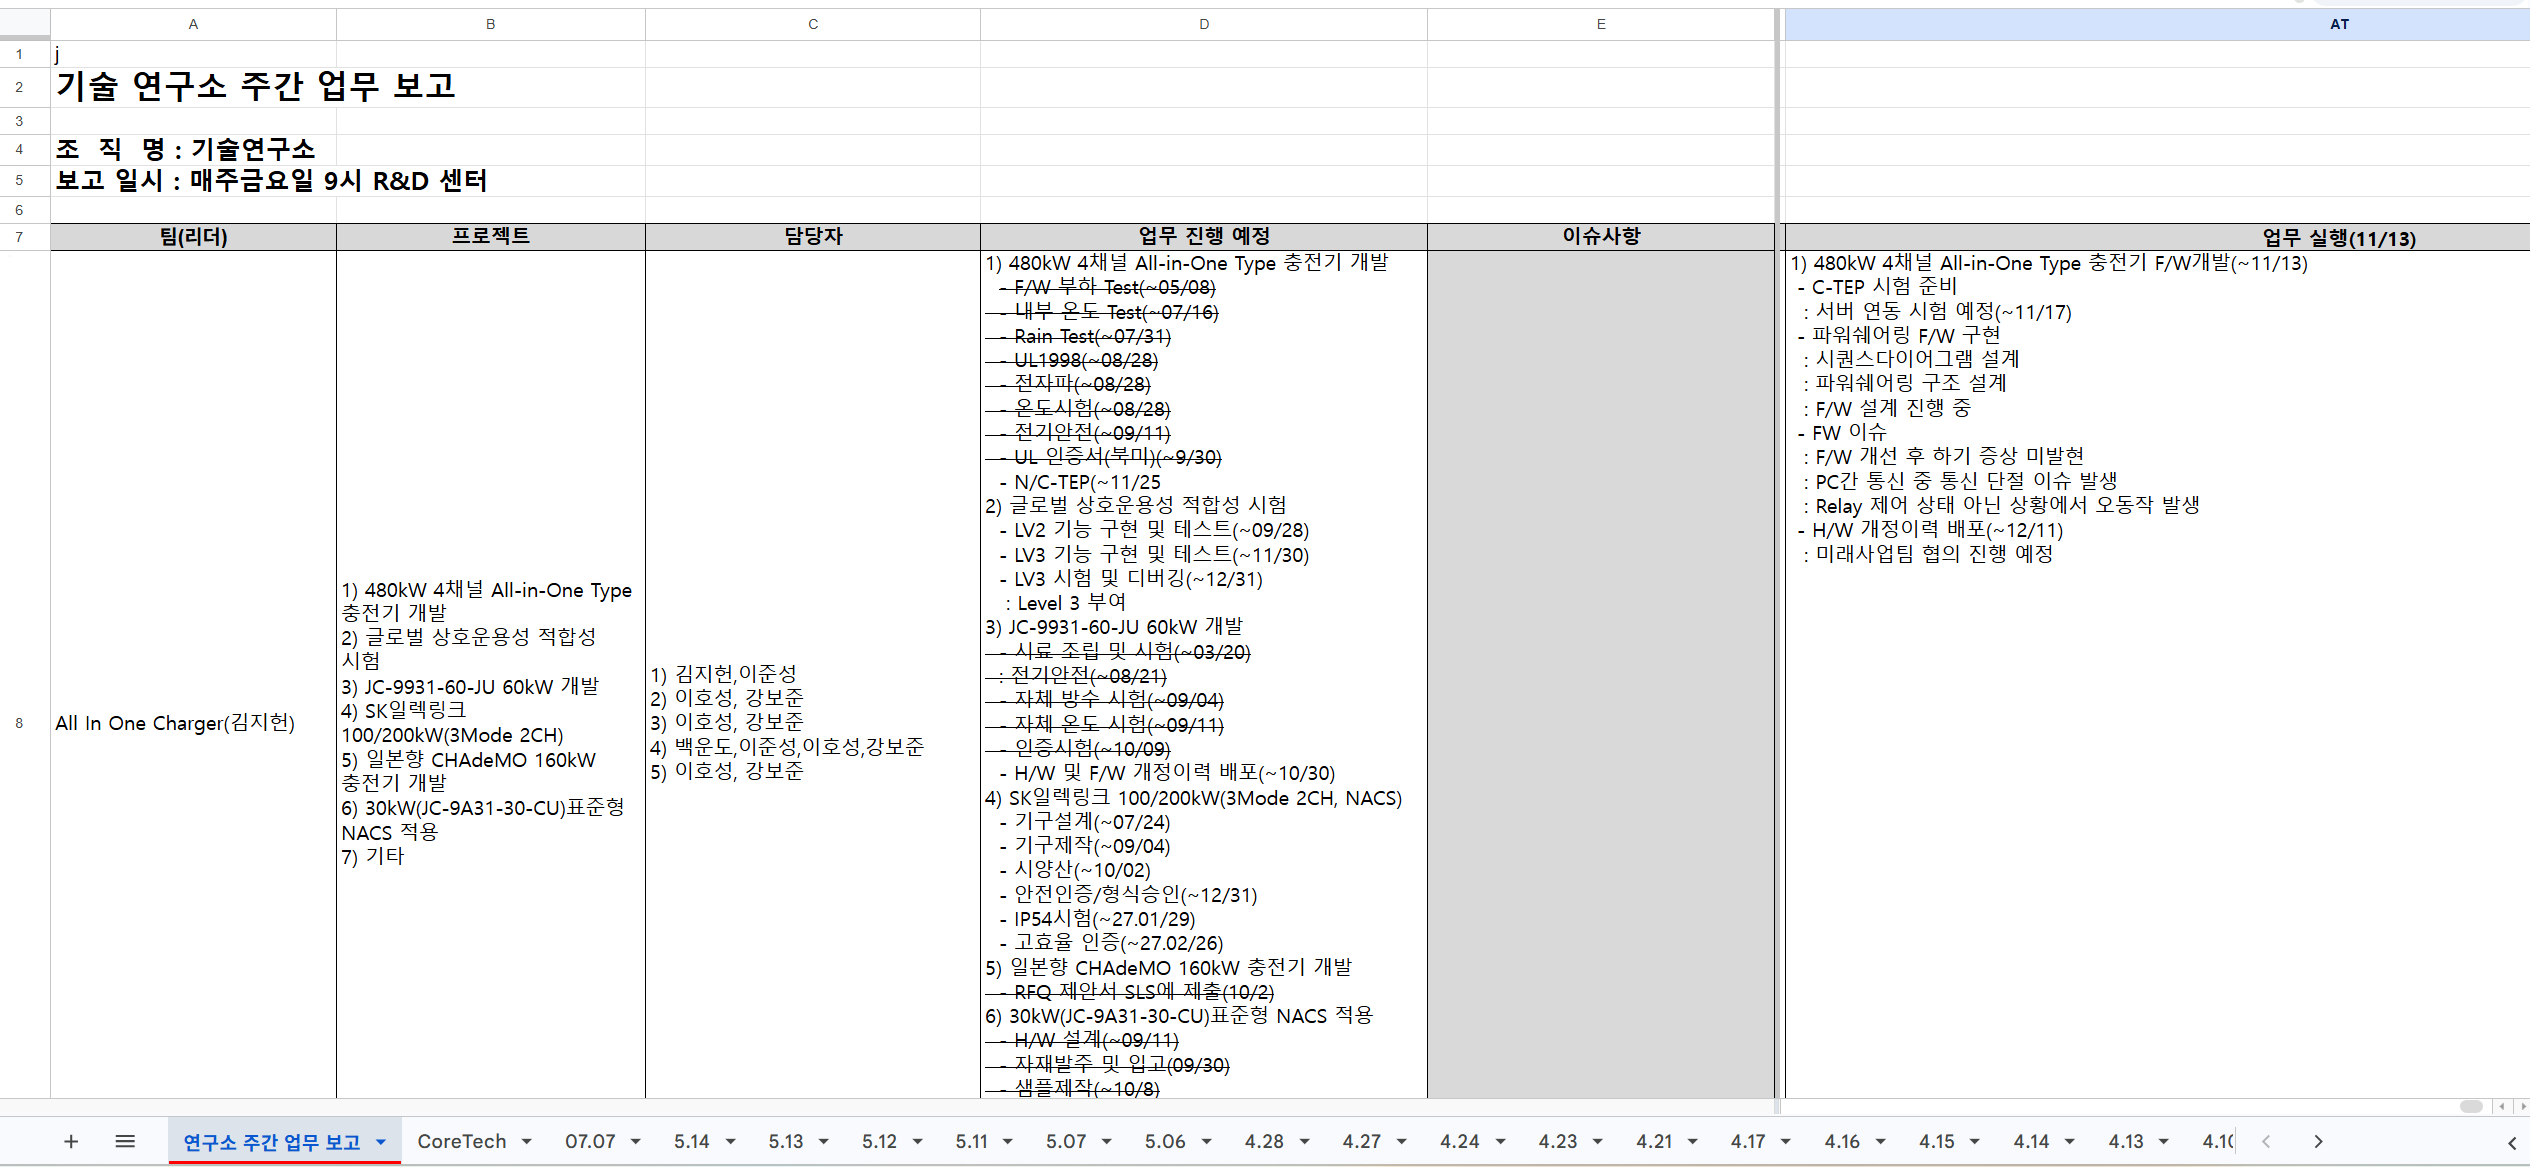 A B C D E AT
1 j
2 기술 연구소 주간 업무 보고
3
4 조 직 명 : 기술연구소
5 보고 일시 : 매주금요일 9시 R&D 센터
6
7 팀(리더) 프로젝트 담당자 업무 진행 예정 이슈사항 업무 실행(11/13)
8 All In One Charger(김지헌)
1) 480kW 4채널 All-in-One Type
충전기 개발
2) 글로벌 상호운용성 적합성
시험
3) JC-9931-60-JU 60kW 개발
4) SK일렉링크
100/200kW(3Mode 2CH)
5) 일본향 CHAdeMO 160kW
충전기 개발
6) 30kW(JC-9A31-30-CU)표준형
NACS 적용
7) 기타
1) 김지헌,이준성
2) 이호성, 강보준
3) 이호성, 강보준
4) 백운도,이준성,이호성,강보준
5) 이호성, 강보준
1) 480kW 4채널 All-in-One Type 충전기 개발
- F/W 부하 Test(~05/08)
- 내부 온도 Test(~07/16)
- Rain Test(~07/31)
- UL1998(~08/28)
- 전자파(~08/28)
- 온도시험(~08/28)
- 전기안전(~09/11)
- UL 인증서(북미)(~9/30)
- N/C-TEP(~11/25
2) 글로벌 상호운용성 적합성 시험
- LV2 기능 구현 및 테스트(~09/28)
- LV3 기능 구현 및 테스트(~11/30)
- LV3 시험 및 디버깅(~12/31)
: Level 3 부여
3) JC-9931-60-JU 60kW 개발
- 시료 조립 및 시험(~03/20)
: 전기안전(~08/21)
- 자체 방수 시험(~09/04)
- 자체 온도 시험(~09/11)
- 인증시험(~10/09)
- H/W 및 F/W 개정이력 배포(~10/30)
4) SK일렉링크 100/200kW(3Mode 2CH, NACS)
- 기구설계(~07/24)
- 기구제작(~09/04)
- 시양산(~10/02)
- 안전인증/형식승인(~12/31)
- IP54시험(~27.01/29)
- 고효율 인증(~27.02/26)
5) 일본향 CHAdeMO 160kW 충전기 개발
- RFQ 제안서 SLS에 제출(10/2)
6) 30kW(JC-9A31-30-CU)표준형 NACS 적용
- H/W 설계(~09/11)
- 자재발주 및 입고(09/30)
- 샘플제작(~10/8)
1) 480kW 4채널 All-in-One Type 충전기 F/W개발(~11/13)
- C-TEP 시험 준비
: 서버 연동 시험 예정(~11/17)
- 파워쉐어링 F/W 구현
: 시퀀스다이어그램 설계
: 파워쉐어링 구조 설계
: F/W 설계 진행 중
- FW 이슈
: F/W 개선 후 하기 증상 미발현
: PC간 통신 중 통신 단절 이슈 발생
: Relay 제어 상태 아닌 상황에서 오동작 발생
- H/W 개정이력 배포(~12/11)
: 미래사업팀 협의 진행 예정
연구소 주간 업무 보고 CoreTech 07.07 5.14 5.13 5.12 5.11 5.07 5.06 4.28 4.27 4.24 4.23 4.21 4.17 4.16 4.15 4.14 4.13